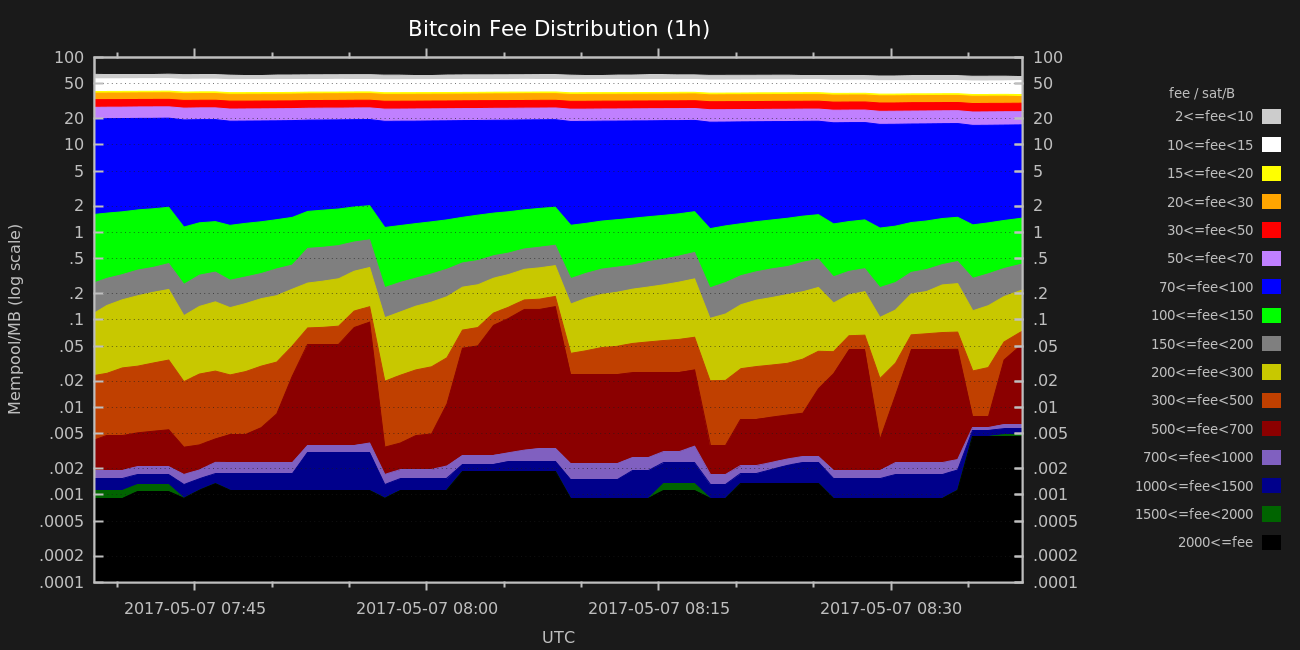 Bitcoin Fee Distribution (1h)
100
50
20
10
5
2
1
.5
.2
.1
.05
.02
.01
.005
.002
.001
.0005
.0002
.0001
Mempool/MB (log scale)
100
50
20
10
5
2
1
.5
.2
.1
.05
.02
.01
.005
.002
.001
.0005
.0002
.0001
2017-05-07 07:45
2017-05-07 08:00
2017-05-07 08:15
2017-05-07 08:30
UTC
fee / sat/B
2<=fee<10
10<=fee<15
15<=fee<20
20<=fee<30
30<=fee<50
50<=fee<70
70<=fee<100
100<=fee<150
150<=fee<200
200<=fee<300
300<=fee<500
500<=fee<700
700<=fee<1000
1000<=fee<1500
1500<=fee<2000
2000<=fee